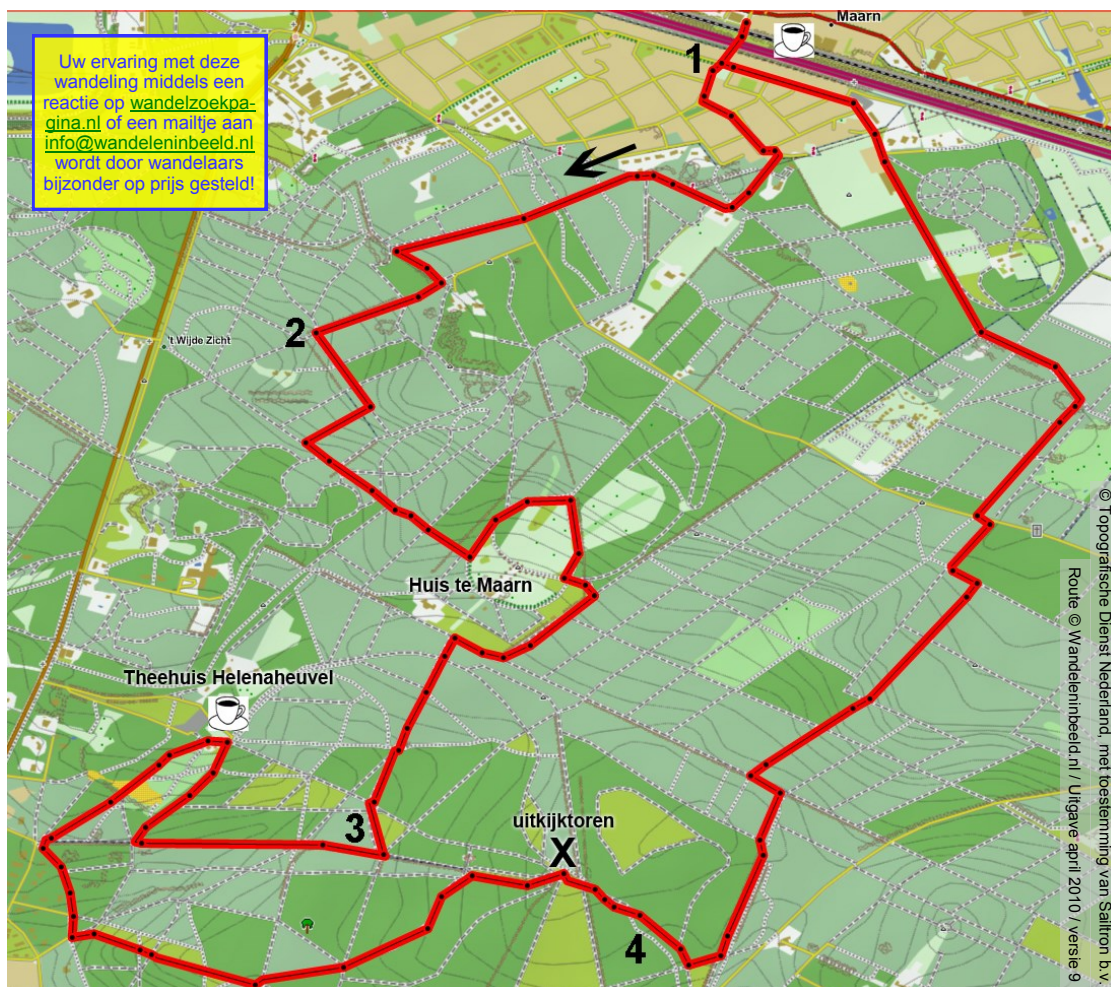 Uw ervaring met deze
wandeling middels een
reactie op wandelzoekpa-
gina.nl of een mailtje aan
info@wandeleninbeeld.nl
wordt door wandelaars
bijzonder op prijs gesteld!
Maarn
1
2
't Wijde Zicht
Huis te Maarn
Theehuis Helenaheuvel
3
uitkijktoren
X
4
© Topografische Dienst Nederland, met toestemming van Sailtron b.v.
Route © Wandeleninbeeld.nl / Uitgave april 2010 / versie 9